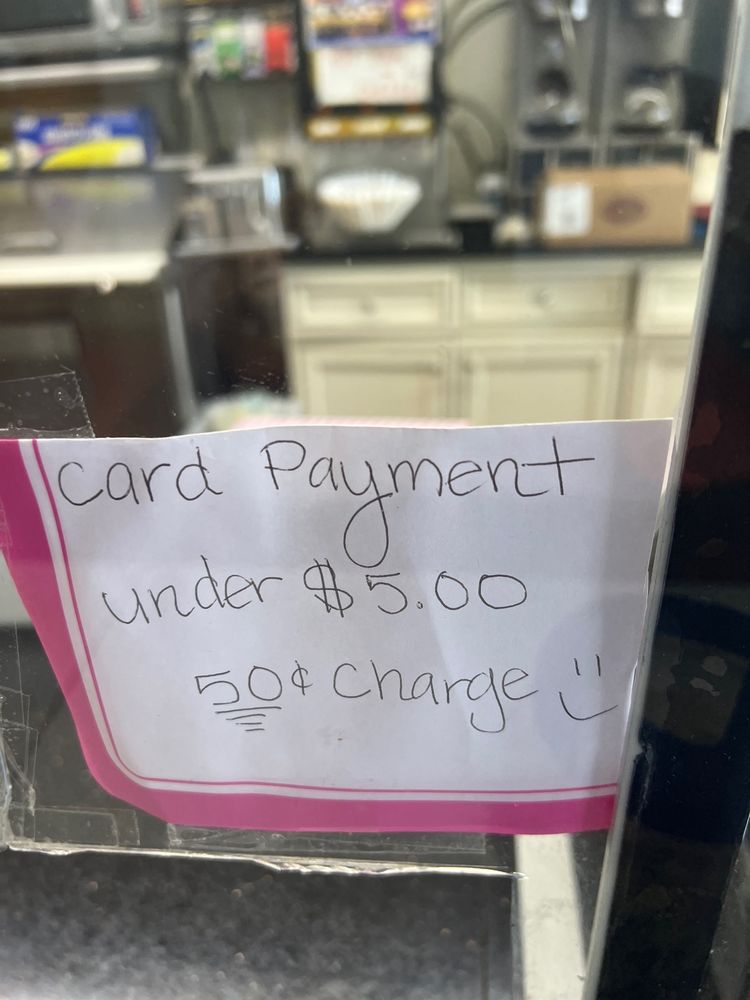 Card Payment
under $5.00
50¢ Charge :)